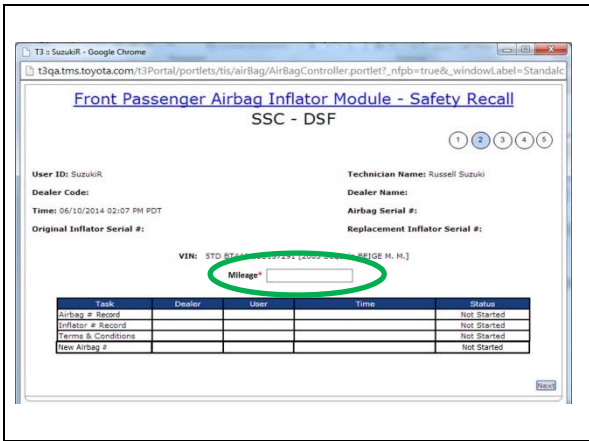 T3 :: SuzukiR - Google Chrome
t3qa.tms.toyota.com/t3Portal/portlets/tis/airBag/AirBagController.portlet?_nfpb=true&_windowLabel=Standalc
Front Passenger Airbag Inflator Module - Safety Recall
SSC - DSF
1 2 3 4 5
User ID: SuzukiR Technician Name: Russell Suzuki
Dealer Code: Dealer Name:
Time: 06/10/2014 02:07 PM PDT Airbag Serial #:
Original Inflator Serial #: Replacement Inflator Serial #:
VIN: STD BEIGE M. M.]
Mileage*
Task Dealer User Time Status
Airbag # Record Not Started
Inflator # Record Not Started
Terms & Conditions Not Started
New Airbag # Not Started
Next